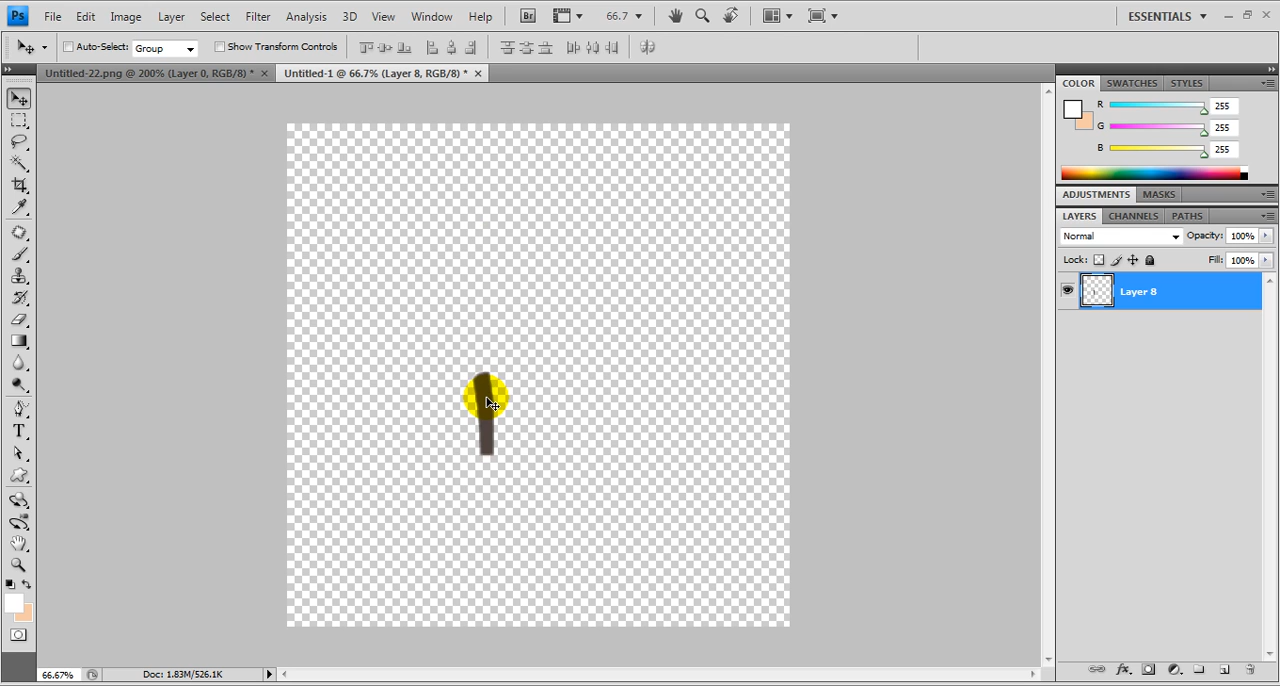 Ps File Edit Image Layer Select Filter Analysis 3D View Window Help Br 66.7 ESSENTIALS
Auto-Select: Group Show Transform Controls
Untitled-22.png @ 200% (Layer 0, RGB/8) * Untitled-1 @ 66.7% (Layer 8, RGB/8) *
COLOR SWATCHES STYLES
R 255
G 255
B 255
ADJUSTMENTS MASKS
LAYERS CHANNELS PATHS
Normal Opacity: 100%
Lock: Fill: 100%
Layer 8
T
66.67% Doc: 1.83M/526.1K
fx